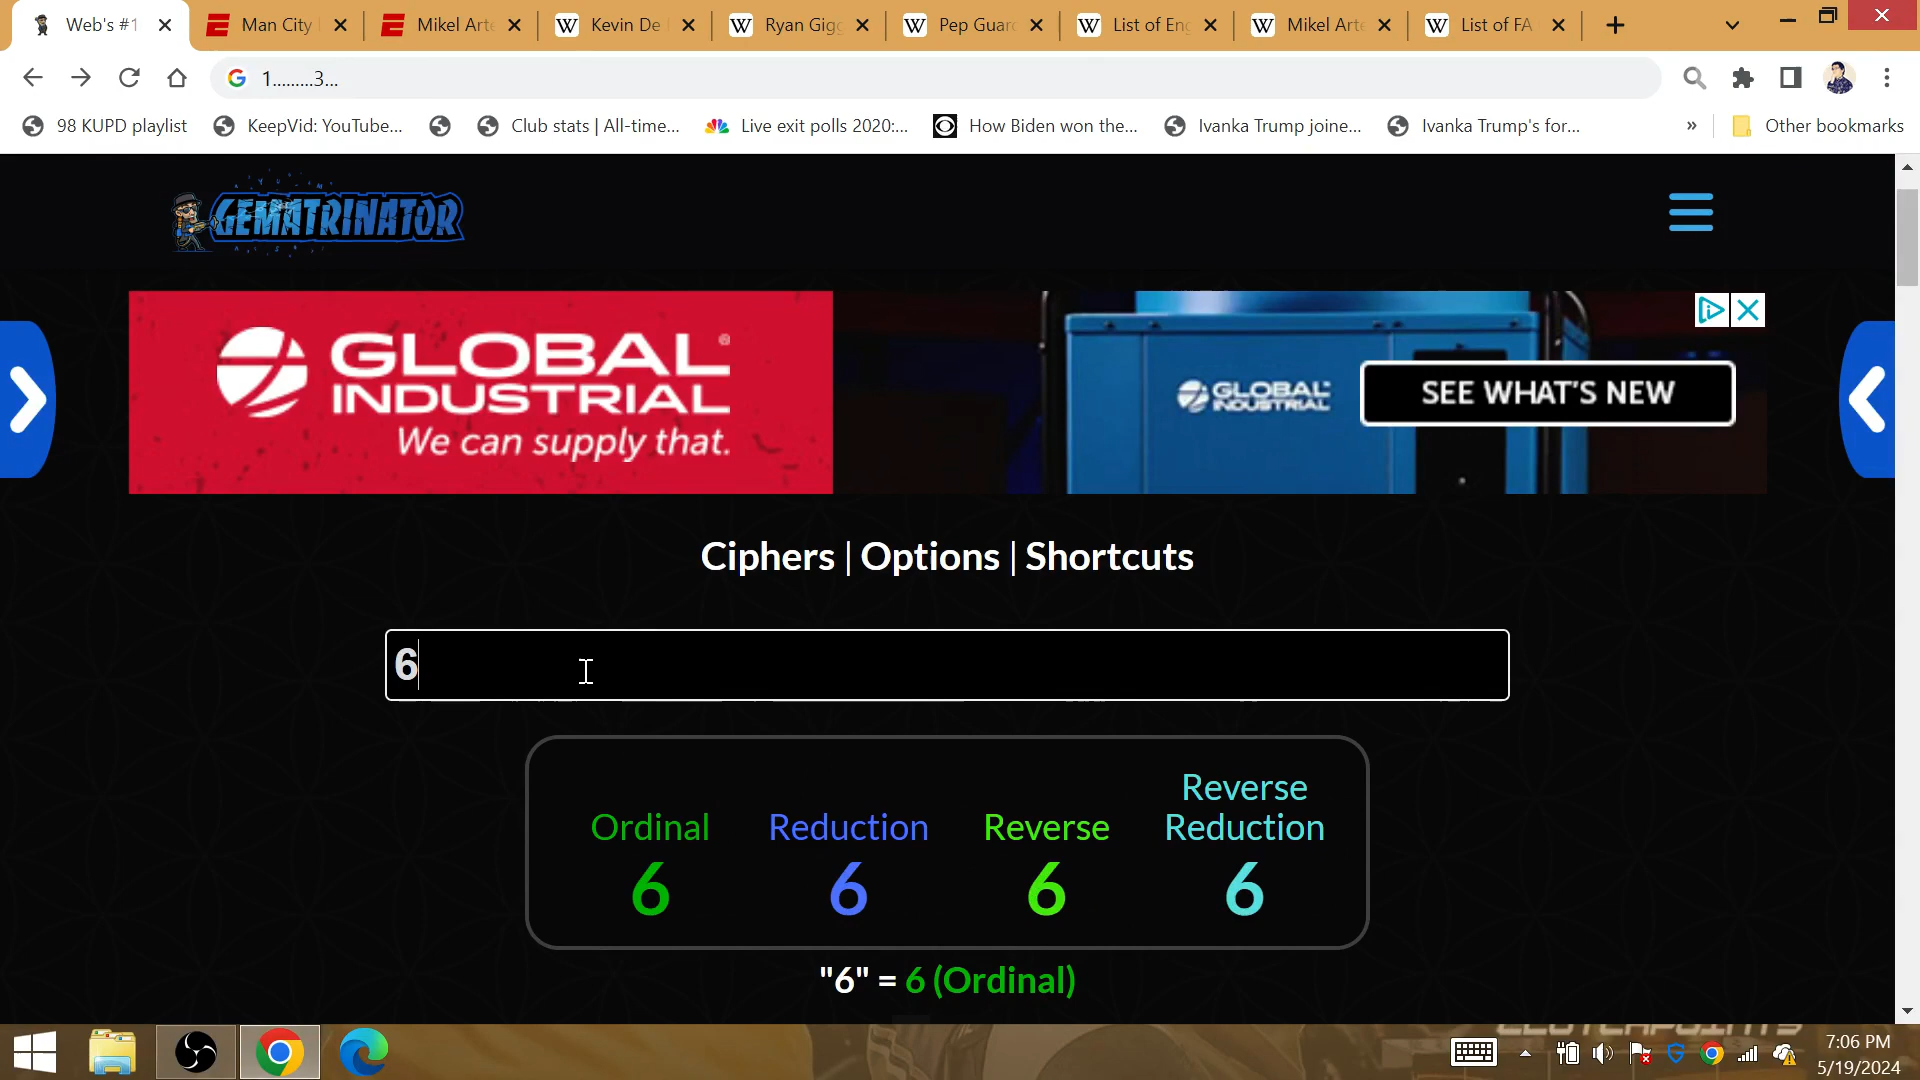 Web's #1
Man City
Mikel Arte
Kevin De
Ryan Gigg
Pep Guar
List of Eng
Mikel Arte
List of FA
1.........3...
98 KUPD playlist
KeepVid: YouTube...
Club stats | All-time...
Live exit polls 2020:...
How Biden won the...
Ivanka Trump joine...
Ivanka Trump's for...
»
Other bookmarks
GEMATRINATOR
GLOBAL
INDUSTRIAL
We can supply that.
GLOBAL
INDUSTRIAL
SEE WHAT'S NEW
Ciphers | Options | Shortcuts
6
Ordinal
6
Reduction
6
Reverse
6
Reverse
Reduction
6
"6" = 6 (Ordinal)
CLUTCHPOINTS
7:06 PM
5/19/2024